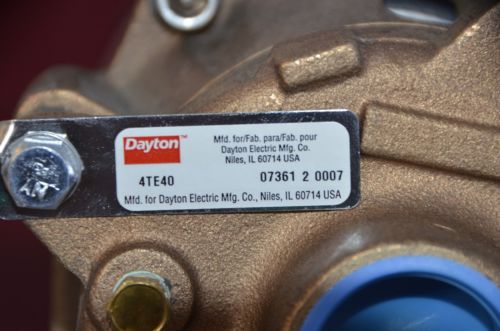 Dayton™
Mfd. for/Fab. para/Fab. pour
Dayton Electric Mfg. Co.
Niles, IL 60714 USA
4TE40 07361 2 0007
Mfd. for Dayton Electric Mfg. Co., Niles, IL 60714 USA